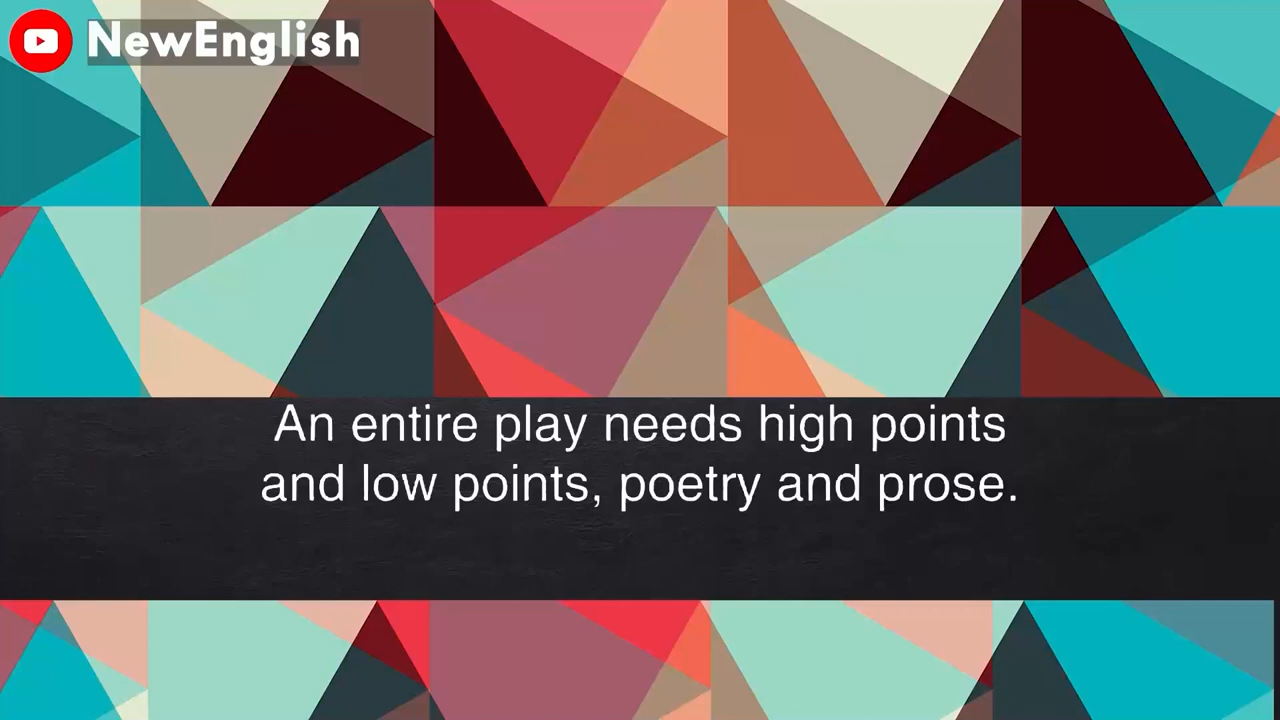 NewEnglish
An entire play needs high points
and low points, poetry and prose.